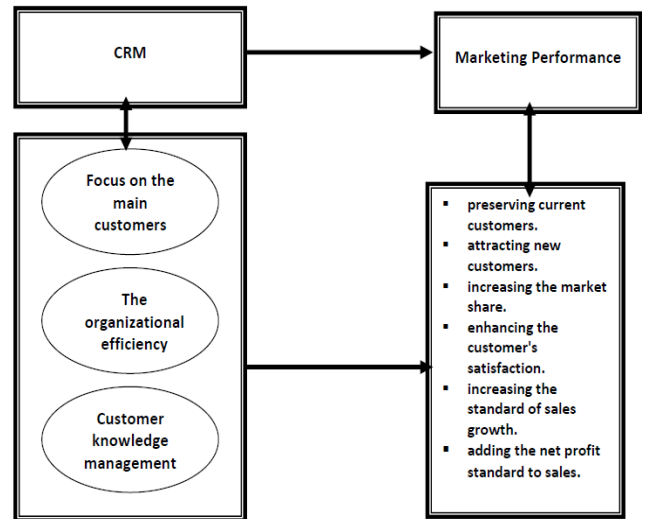 CRM
Marketing Performance
Focus on the
main
customers
The
organizational
efficiency
Customer
knowledge
management
▪ preserving current
customers.
▪ attracting new
customers.
▪ increasing the market
share.
▪ enhancing the
customer's
satisfaction.
▪ increasing the
standard of sales
growth.
▪ adding the net profit
standard to sales.